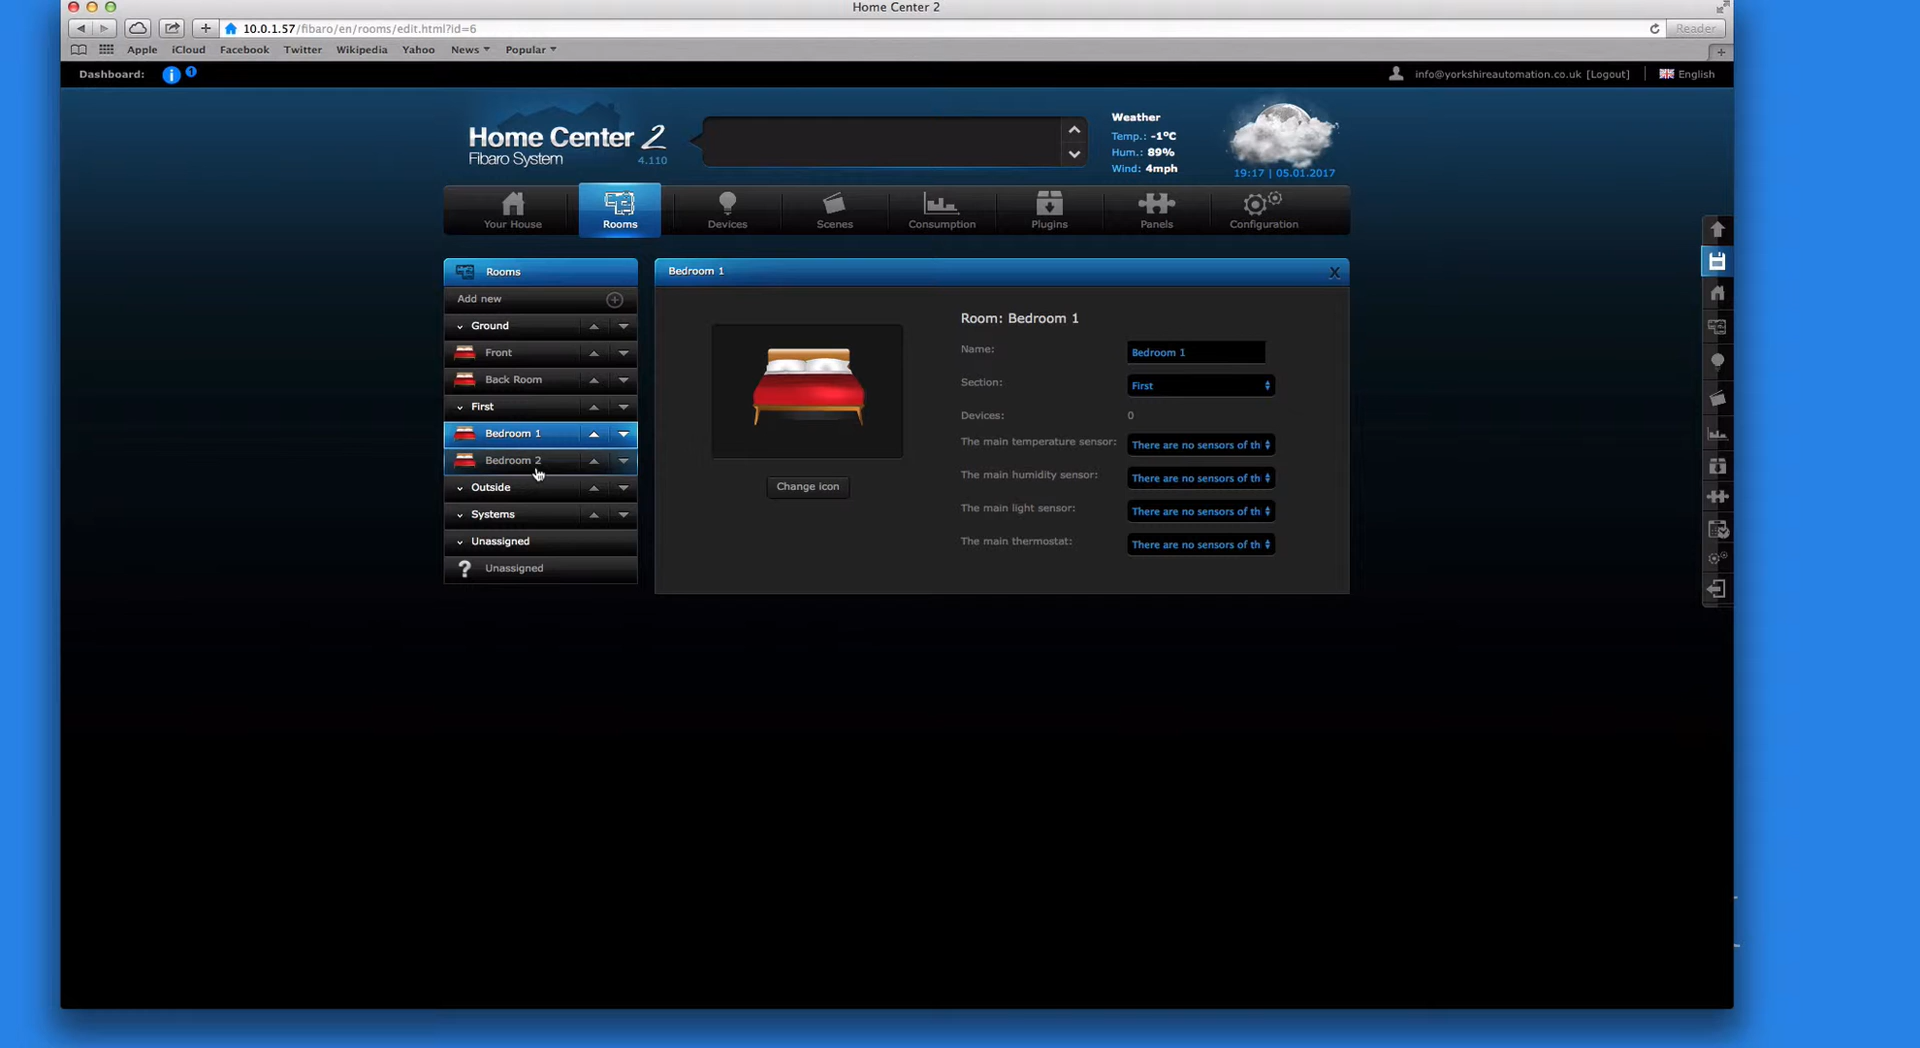 Home Center 2
10.0.1.57/fibaro/en/rooms/edit.html?id=6
Reader
Apple
iCloud
Facebook
Twitter
Wikipedia
Yahoo
News
Popular
Dashboard:
i
1
info@yorkshireautomation.co.uk [Logout]
English
Home Center 2
Fibaro System
4.110
Weather
Temp.: -1°C
Hum.: 89%
Wind: 4mph
19:17 | 05.01.2017
Your House
Rooms
Devices
Scenes
Consumption
Plugins
Panels
Configuration
Rooms
Add new
Ground
Front
Back Room
First
Bedroom 1
Bedroom 2
Outside
Systems
Unassigned
? Unassigned
Bedroom 1
X
Change icon
Room: Bedroom 1
Name: Bedroom 1
Section: First
Devices: 0
The main temperature sensor: There are no sensors of th
The main humidity sensor: There are no sensors of th
The main light sensor: There are no sensors of th
The main thermostat: There are no sensors of th